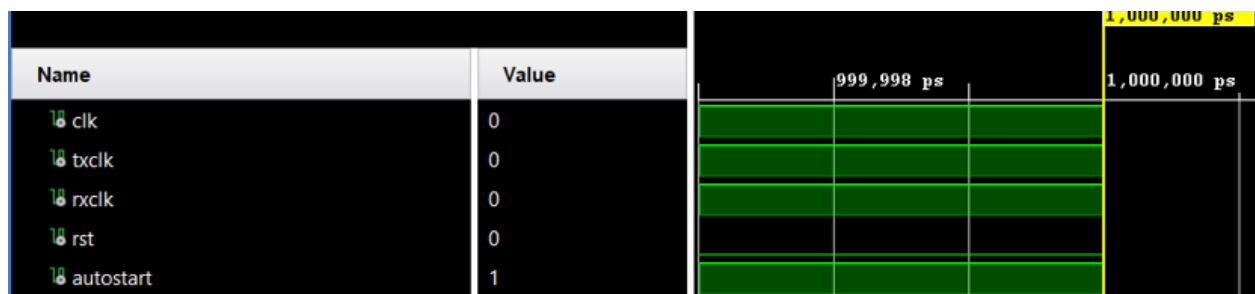 1,000,000 ps
Name Value
999,998 ps 1,000,000 ps
clk 0
txclk 0
rxclk 0
rst 0
autostart 1